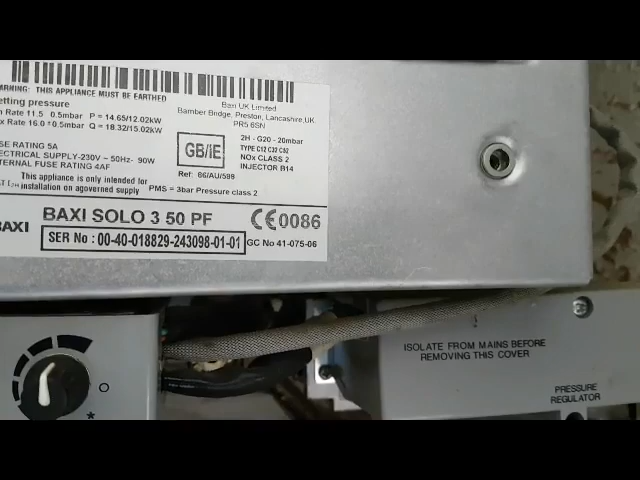 WARNING: THIS APPLIANCE MUST BE EARTHED
etting pressure
n Rate 11.5 0.5mbar P = 14.65/12.02kW
x Rate 16.0 ±0.5mbar Q = 18.32/15.02kW
SE RATING 5A
ECTRICAL SUPPLY-230V ~ 50Hz- 90W
TERNAL FUSE RATING 4AF
This appliance is only intended for
installation on agoverned supply
PMS = 3bar Pressure class 2
Baxi UK Limited
Bamber Bridge, Preston, Lancashire,UK
PR5 6SN
GB/IE
2H - G20 - 20mbar
TYPE C12 C32 C52
NOx CLASS 2
INJECTOR B14
Ref: 86/AU/589
BAXI
BAXI SOLO 3 50 PF
CE0086
SER No : 00-40-018829-243098-01-01
GC No 41-075-06
ISOLATE FROM MAINS BEFORE
REMOVING THIS COVER
PRESSURE
REGULATOR